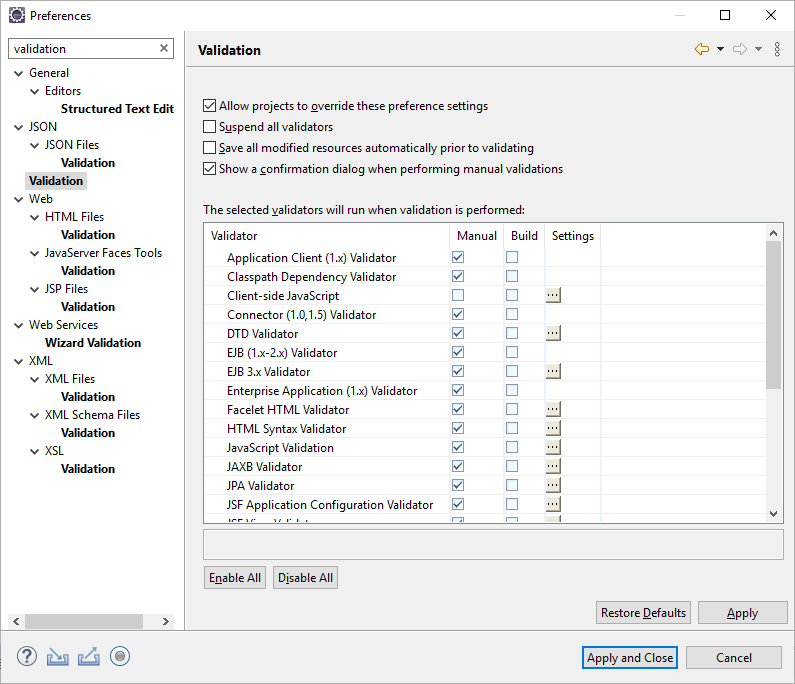 Preferences
validation
General
Editors
Structured Text Edit
JSON
JSON Files
Validation
Validation
Web
HTML Files
Validation
JavaServer Faces Tools
Validation
JSP Files
Validation
Web Services
Wizard Validation
XML
XML Files
Validation
XML Schema Files
Validation
XSL
Validation
Validation
Allow projects to override these preference settings
Suspend all validators
Save all modified resources automatically prior to validating
Show a confirmation dialog when performing manual validations
The selected validators will run when validation is performed:
Validator Manual Build Settings
Application Client (1.x) Validator
Classpath Dependency Validator
Client-side JavaScript ...
Connector (1.0,1.5) Validator
DTD Validator ...
EJB (1.x-2.x) Validator
EJB 3.x Validator ...
Enterprise Application (1.x) Validator
Facelet HTML Validator ...
HTML Syntax Validator ...
JavaScript Validation ...
JAXB Validator ...
JPA Validator ...
JSF Application Configuration Validator ...
JSF View Validator ...
Enable All Disable All
Restore Defaults Apply
Apply and Close Cancel